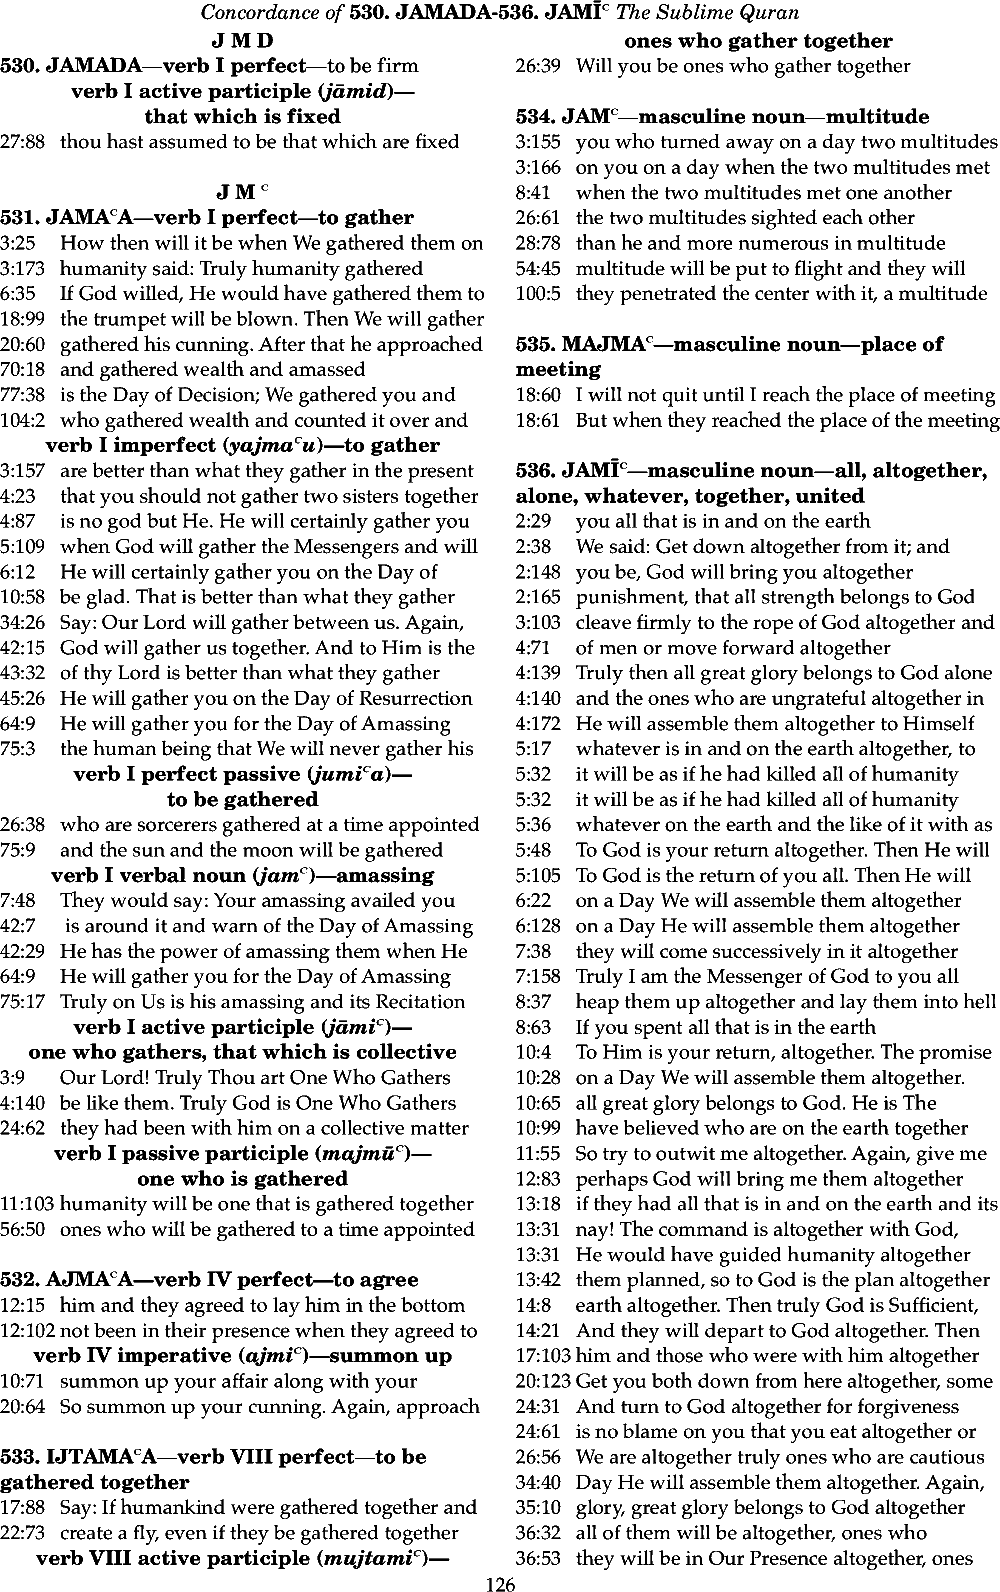 Concordance of 530. JAMADA-536. JAMĪᶜ The Sublime Quran
J M D
530. JAMADA—verb I perfect—to be firm
verb I active participle (jāmid)—
that which is fixed
27:88 thou hast assumed to be that which are fixed
J M ᶜ
531. JAMAᶜA—verb I perfect—to gather
3:25 How then will it be when We gathered them on
3:173 humanity said: Truly humanity gathered
6:35 If God willed, He would have gathered them to
18:99 the trumpet will be blown. Then We will gather
20:60 gathered his cunning. After that he approached
70:18 and gathered wealth and amassed
77:38 is the Day of Decision; We gathered you and
104:2 who gathered wealth and counted it over and
verb I imperfect (yajmaᶜu)—to gather
3:157 are better than what they gather in the present
4:23 that you should not gather two sisters together
4:87 is no god but He. He will certainly gather you
5:109 when God will gather the Messengers and will
6:12 He will certainly gather you on the Day of
10:58 be glad. That is better than what they gather
34:26 Say: Our Lord will gather between us. Again,
42:15 God will gather us together. And to Him is the
43:32 of thy Lord is better than what they gather
45:26 He will gather you on the Day of Resurrection
64:9 He will gather you for the Day of Amassing
75:3 the human being that We will never gather his
verb I perfect passive (jumiᶜa)—
to be gathered
26:38 who are sorcerers gathered at a time appointed
75:9 and the sun and the moon will be gathered
verb I verbal noun (jamᶜ)—amassing
7:48 They would say: Your amassing availed you
42:7 is around it and warn of the Day of Amassing
42:29 He has the power of amassing them when He
64:9 He will gather you for the Day of Amassing
75:17 Truly on Us is his amassing and its Recitation
verb I active participle (jāmiᶜ)—
one who gathers, that which is collective
3:9 Our Lord! Truly Thou art One Who Gathers
4:140 be like them. Truly God is One Who Gathers
24:62 they had been with him on a collective matter
verb I passive participle (majmūᶜ)—
one who is gathered
11:103 humanity will be one that is gathered together
56:50 ones who will be gathered to a time appointed
532. AJMAᶜA—verb IV perfect—to agree
12:15 him and they agreed to lay him in the bottom
12:102 not been in their presence when they agreed to
verb IV imperative (ajmiᶜ)—summon up
10:71 summon up your affair along with your
20:64 So summon up your cunning. Again, approach
533. IJTAMAᶜA—verb VIII perfect—to be
gathered together
17:88 Say: If humankind were gathered together and
22:73 create a fly, even if they be gathered together
verb VIII active participle (mujtamiᶜ)—
ones who gather together
26:39 Will you be ones who gather together
534. JAMᶜ—masculine noun—multitude
3:155 you who turned away on a day two multitudes
3:166 on you on a day when the two multitudes met
8:41 when the two multitudes met one another
26:61 the two multitudes sighted each other
28:78 than he and more numerous in multitude
54:45 multitude will be put to flight and they will
100:5 they penetrated the center with it, a multitude
535. MAJMAᶜ—masculine noun—place of
meeting
18:60 I will not quit until I reach the place of meeting
18:61 But when they reached the place of the meeting
536. JAMĪᶜ—masculine noun—all, altogether,
alone, whatever, together, united
2:29 you all that is in and on the earth
2:38 We said: Get down altogether from it; and
2:148 you be, God will bring you altogether
2:165 punishment, that all strength belongs to God
3:103 cleave firmly to the rope of God altogether and
4:71 of men or move forward altogether
4:139 Truly then all great glory belongs to God alone
4:140 and the ones who are ungrateful altogether in
4:172 He will assemble them altogether to Himself
5:17 whatever is in and on the earth altogether, to
5:32 it will be as if he had killed all of humanity
5:32 it will be as if he had killed all of humanity
5:36 whatever on the earth and the like of it with as
5:48 To God is your return altogether. Then He will
5:105 To God is the return of you all. Then He will
6:22 on a Day We will assemble them altogether
6:128 on a Day He will assemble them altogether
7:38 they will come successively in it altogether
7:158 Truly I am the Messenger of God to you all
8:37 heap them up altogether and lay them into hell
8:63 If you spent all that is in the earth
10:4 To Him is your return, altogether. The promise
10:28 on a Day We will assemble them altogether.
10:65 all great glory belongs to God. He is The
10:99 have believed who are on the earth together
11:55 So try to outwit me altogether. Again, give me
12:83 perhaps God will bring me them altogether
13:18 if they had all that is in and on the earth and its
13:31 nay! The command is altogether with God,
13:31 He would have guided humanity altogether
13:42 them planned, so to God is the plan altogether
14:8 earth altogether. Then truly God is Sufficient,
14:21 And they will depart to God altogether. Then
17:103 him and those who were with him altogether
20:123 Get you both down from here altogether, some
24:31 And turn to God altogether for forgiveness
24:61 is no blame on you that you eat altogether or
26:56 We are altogether truly ones who are cautious
34:40 Day He will assemble them altogether. Again,
35:10 glory, great glory belongs to God altogether
36:32 all of them will be altogether, ones who
36:53 they will be in Our Presence altogether, ones
126